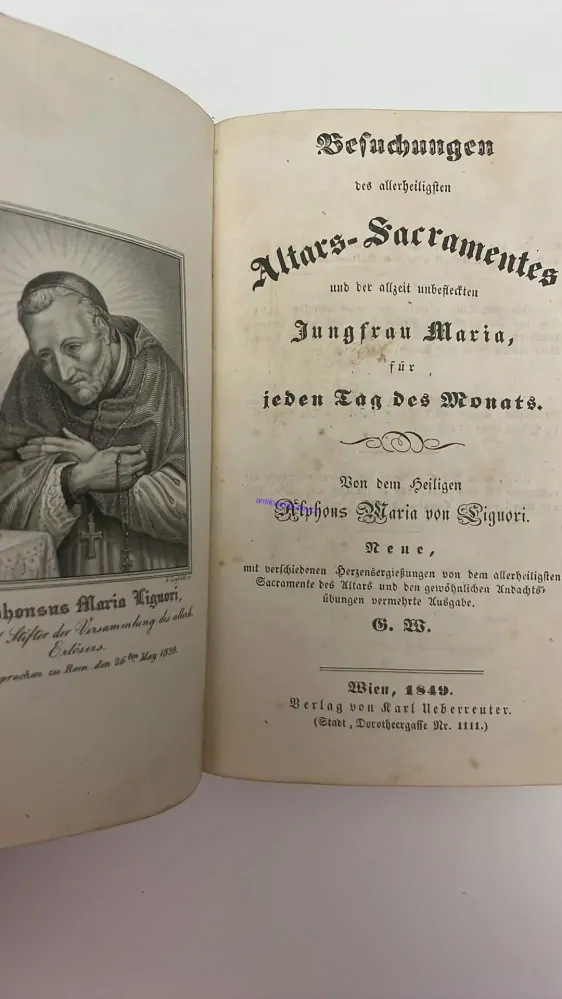 phonsus Maria Liguori,
Stifter der Versammlung des allerh.
Erlösers.
sprochen zu Rom den 26ten May 1839.
Besuchungen
des allerheiligsten
Altars-Sacramentes
und der allzeit unbefleckten
Jungfrau Maria,
für
jeden Tag des Monats.
Von dem Heiligen
Alphons Maria von Liguori.
Neue,
mit verschiedenen Herzensergießungen von dem allerheiligsten
Sacramente des Altars und den gewöhnlichen Andachts-
übungen vermehrte Ausgabe.
G. W.
Wien, 1849.
Verlag von Karl Ueberreuter.
(Stadt, Dorotheergasse Nr. 1111.)